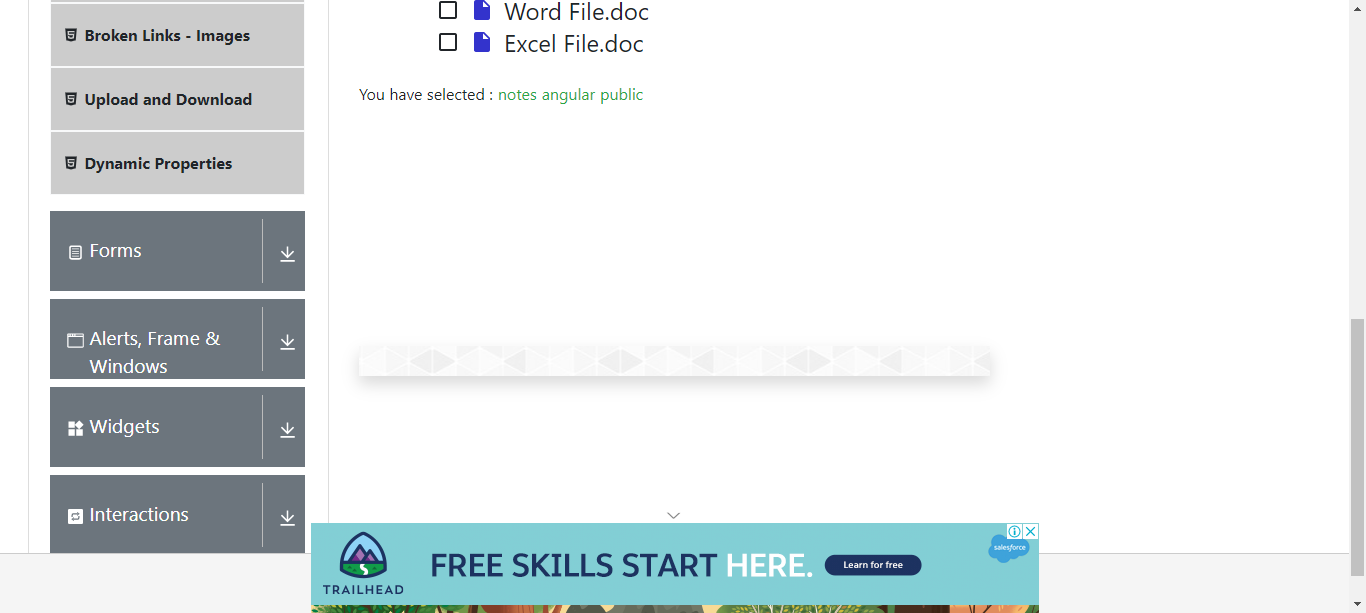 Broken Links - Images
Upload and Download
Dynamic Properties
Forms
Alerts, Frame &
Windows
Widgets
Interactions
Word File.doc
Excel File.doc
You have selected : notes angular public
TRAILHEAD
FREE SKILLS START HERE.
Learn for free
salesforce